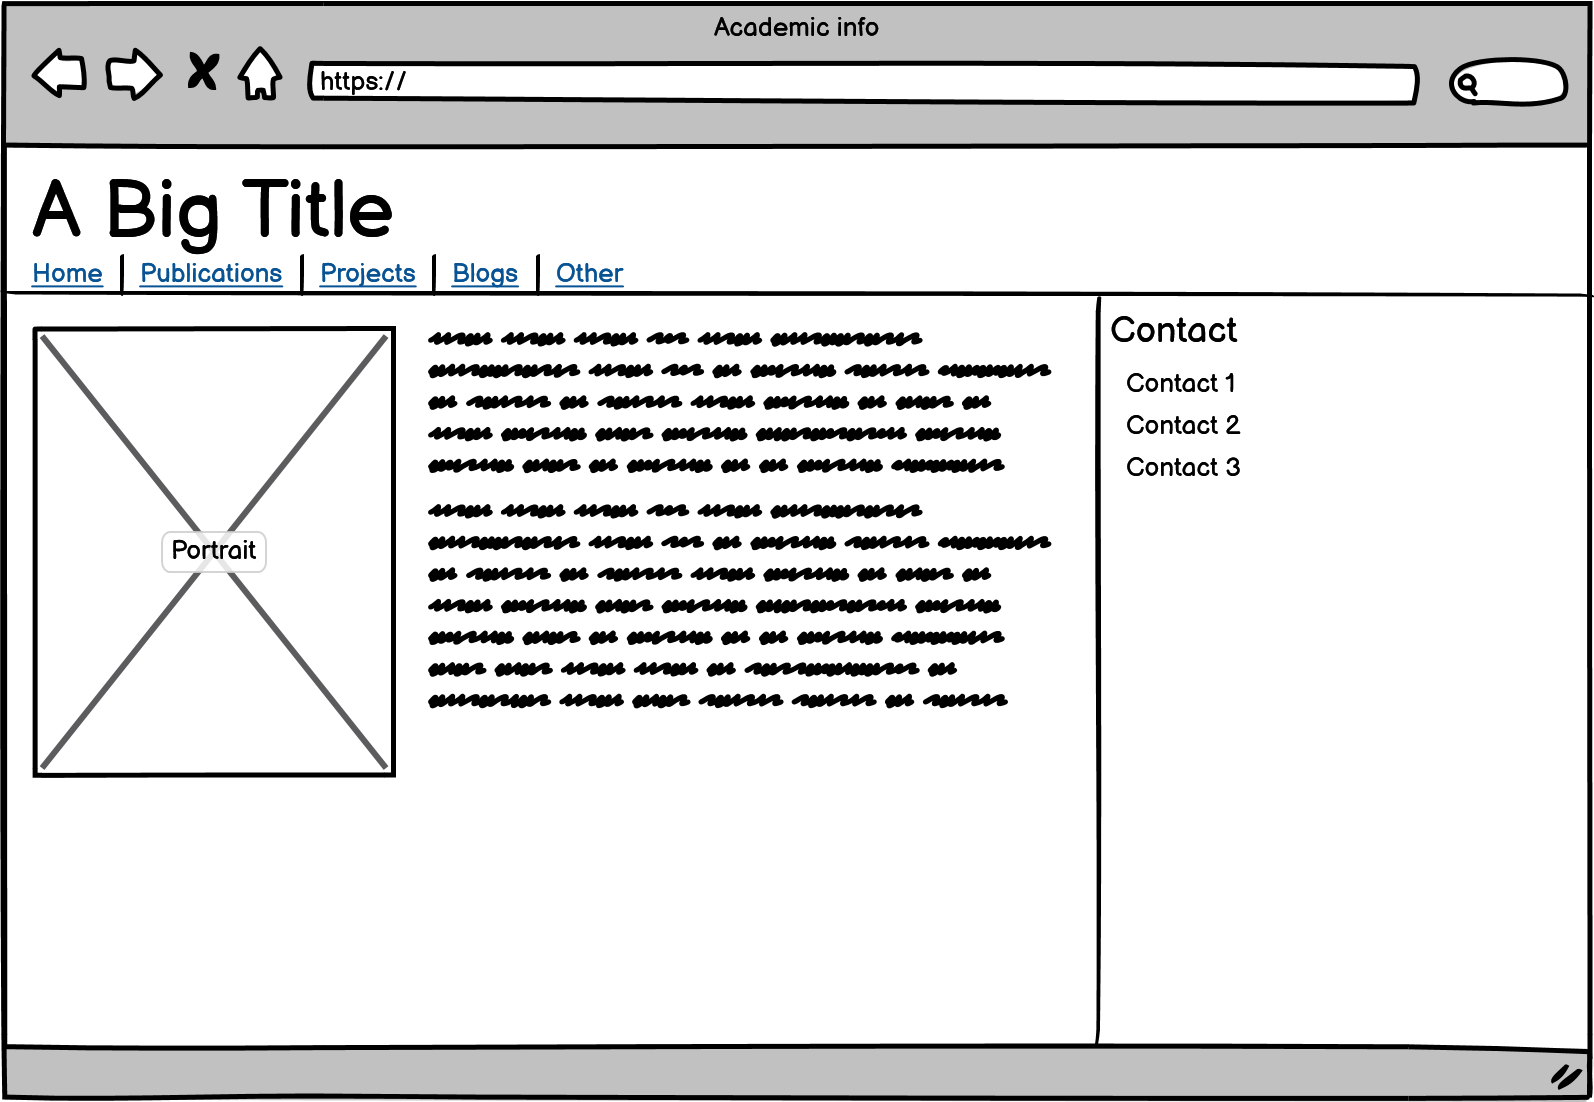 Academic info
https://
A Big Title
Home Publications Projects Blogs Other
Contact
Contact 1
Contact 2
Contact 3
Portrait